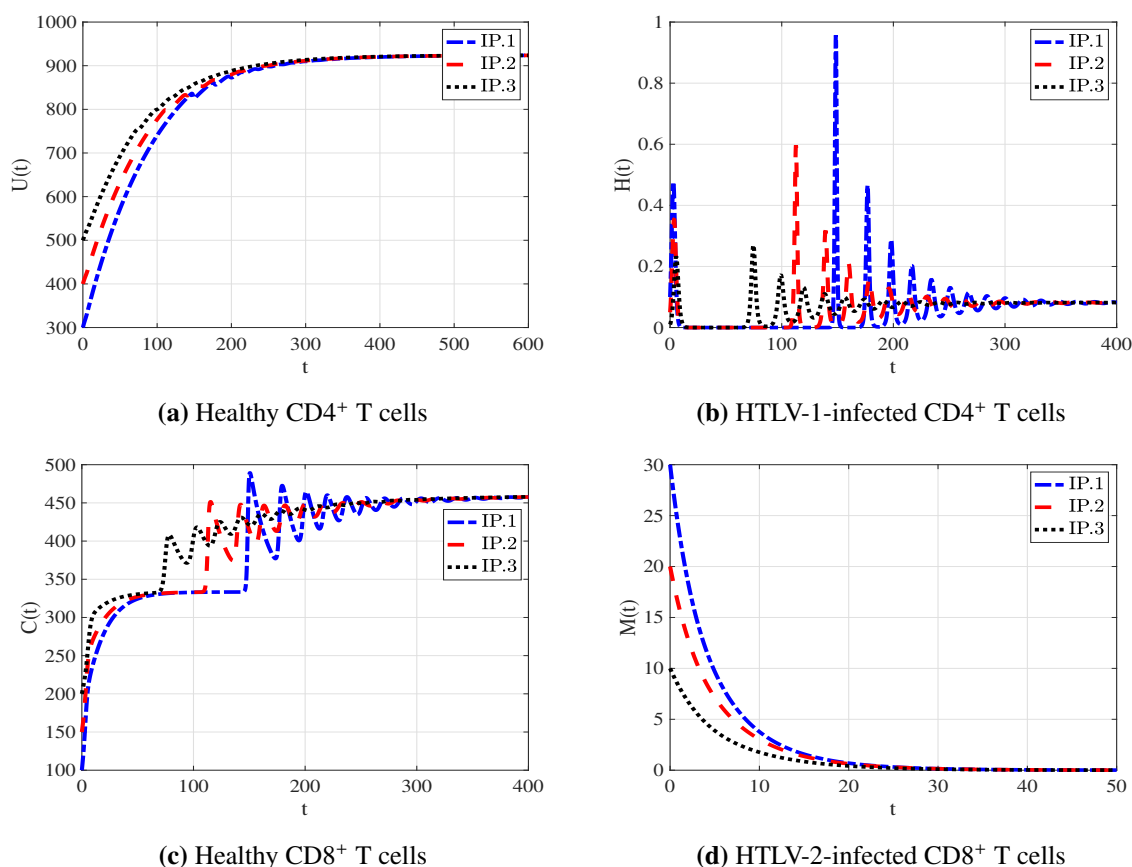 1000
900
800
700
600
500
400
300
U(t)
0 100 200 300 400 500 600
t
IP.1
IP.2
IP.3
(a) Healthy CD4⁺ T cells
1
0.8
0.6
0.4
0.2
0
H(t)
0 100 200 300 400
t
IP.1
IP.2
IP.3
(b) HTLV-1-infected CD4⁺ T cells
500
450
400
350
300
250
200
150
100
C(t)
0 100 200 300 400
t
IP.1
IP.2
IP.3
(c) Healthy CD8⁺ T cells
30
25
20
15
10
5
0
M(t)
0 10 20 30 40 50
t
IP.1
IP.2
IP.3
(d) HTLV-2-infected CD8⁺ T cells